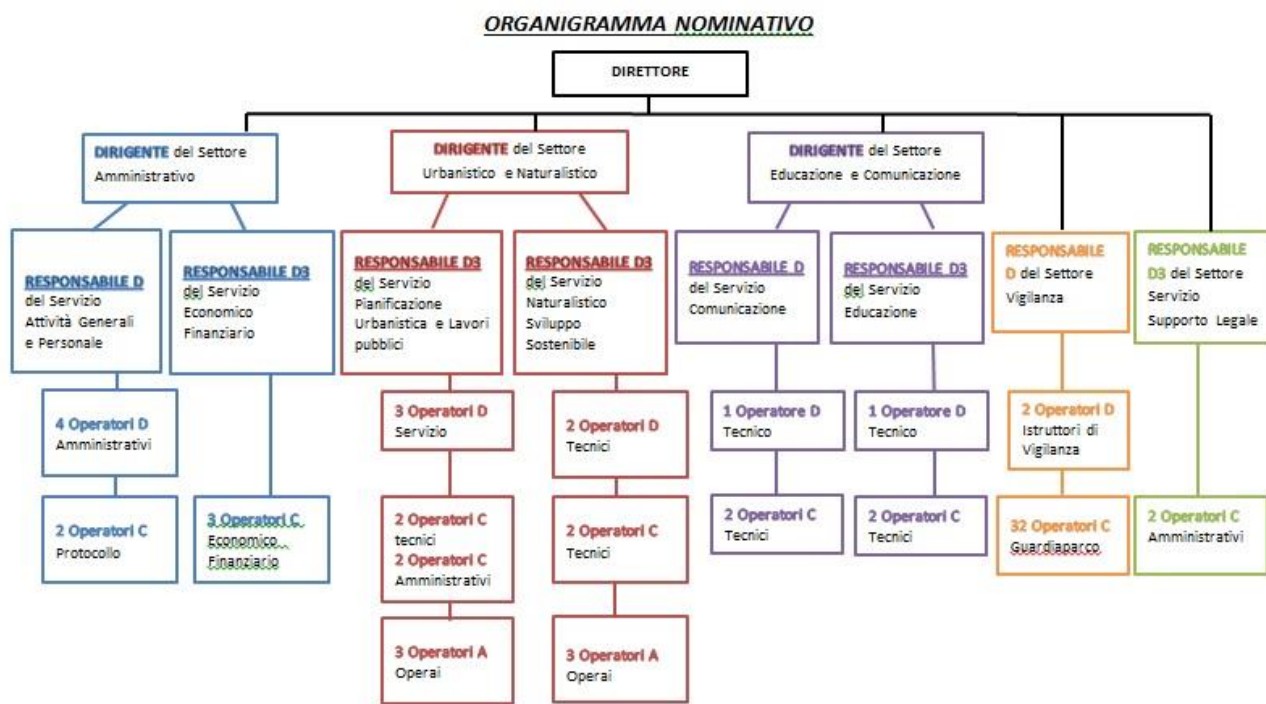 ORGANIGRAMMA NOMINATIVO
DIRETTORE
DIRIGENTE del Settore
Amministrativo
DIRIGENTE del Settore
Urbanistico e Naturalistico
DIRIGENTE del Settore
Educazione e Comunicazione
RESPONSABILE D
del Servizio
Attività Generali
e Personale
RESPONSABILE D3
del Servizio
Economico
Finanziario
RESPONSABILE D3
del Servizio
Pianificazione
Urbanistica e Lavori
pubblici
RESPONSABILE D3
del Servizio
Naturalistico
Sviluppo
Sostenibile
RESPONSABILE D
del Servizio
Comunicazione
RESPONSABILE D3
del Servizio
Educazione
RESPONSABILE
D del Settore
Vigilanza
RESPONSABILE
D3 del Settore
Servizio
Supporto Legale
4 Operatori D
Amministrativi
3 Operatori D
Servizio
2 Operatori D
Tecnici
1 Operatore D
Tecnico
1 Operatore D
Tecnico
2 Operatori D
Istruttori di
Vigilanza
2 Operatori C
Protocollo
3 Operatori C
Economico
Finanziario
2 Operatori C
tecnici
2 Operatori C
Amministrativi
2 Operatori C
Tecnici
2 Operatori C
Tecnici
2 Operatori C
Tecnici
32 Operatori C
Guardiaparco
2 Operatori C
Amministrativi
3 Operatori A
Operai
3 Operatori A
Operai